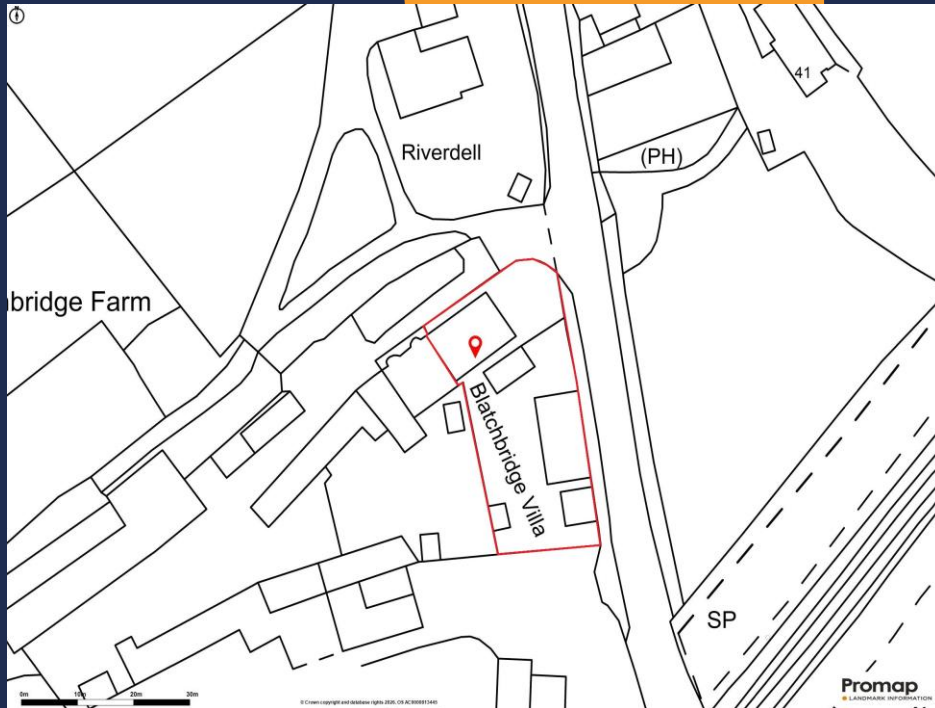 41
Riverdell
(PH)
bridge Farm
Blatchbridge Villa
SP
0m 10m 20m 30m
Promap
LANDMARK INFORMATION